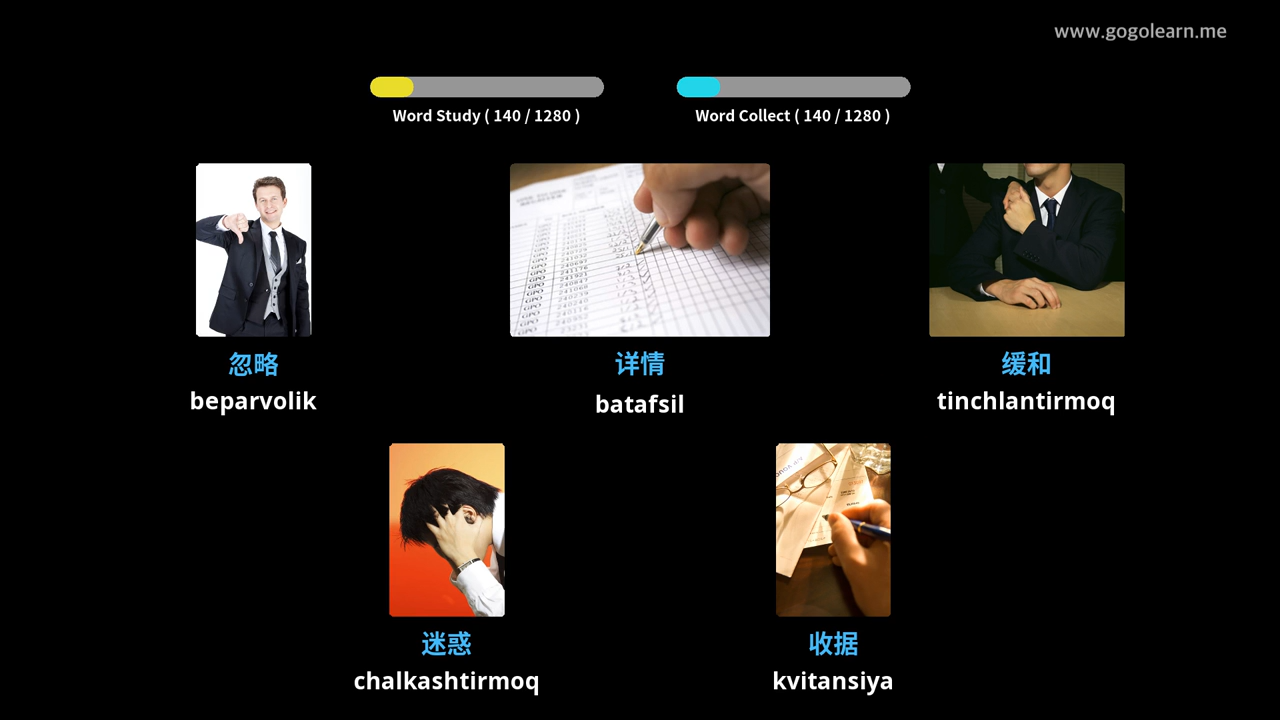 www.gogolearn.me
Word Study ( 140 / 1280 )
Word Collect ( 140 / 1280 )
忽略
beparvolik
详情
batafsil
缓和
tinchlantirmoq
迷惑
chalkashtirmoq
收据
kvitansiya